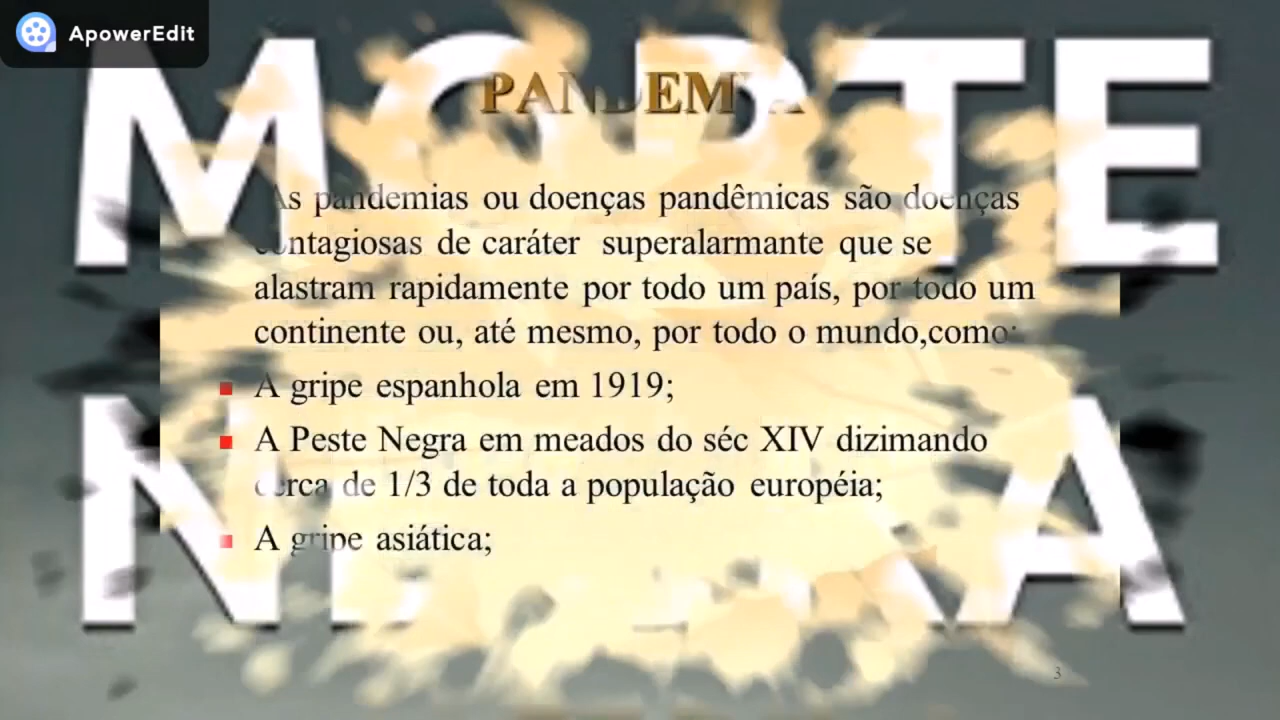 ApowerEdit
MORTE
PANDEMIA
As pandemias ou doenças pandêmicas são doenças
contagiosas de caráter superalarmante que se
alastram rapidamente por todo um país, por todo um
continente ou, até mesmo, por todo o mundo,como:
A gripe espanhola em 1919;
A Peste Negra em meados do séc XIV dizimando
cerca de 1/3 de toda a população européia;
A gripe asiática;
NEGRA
3